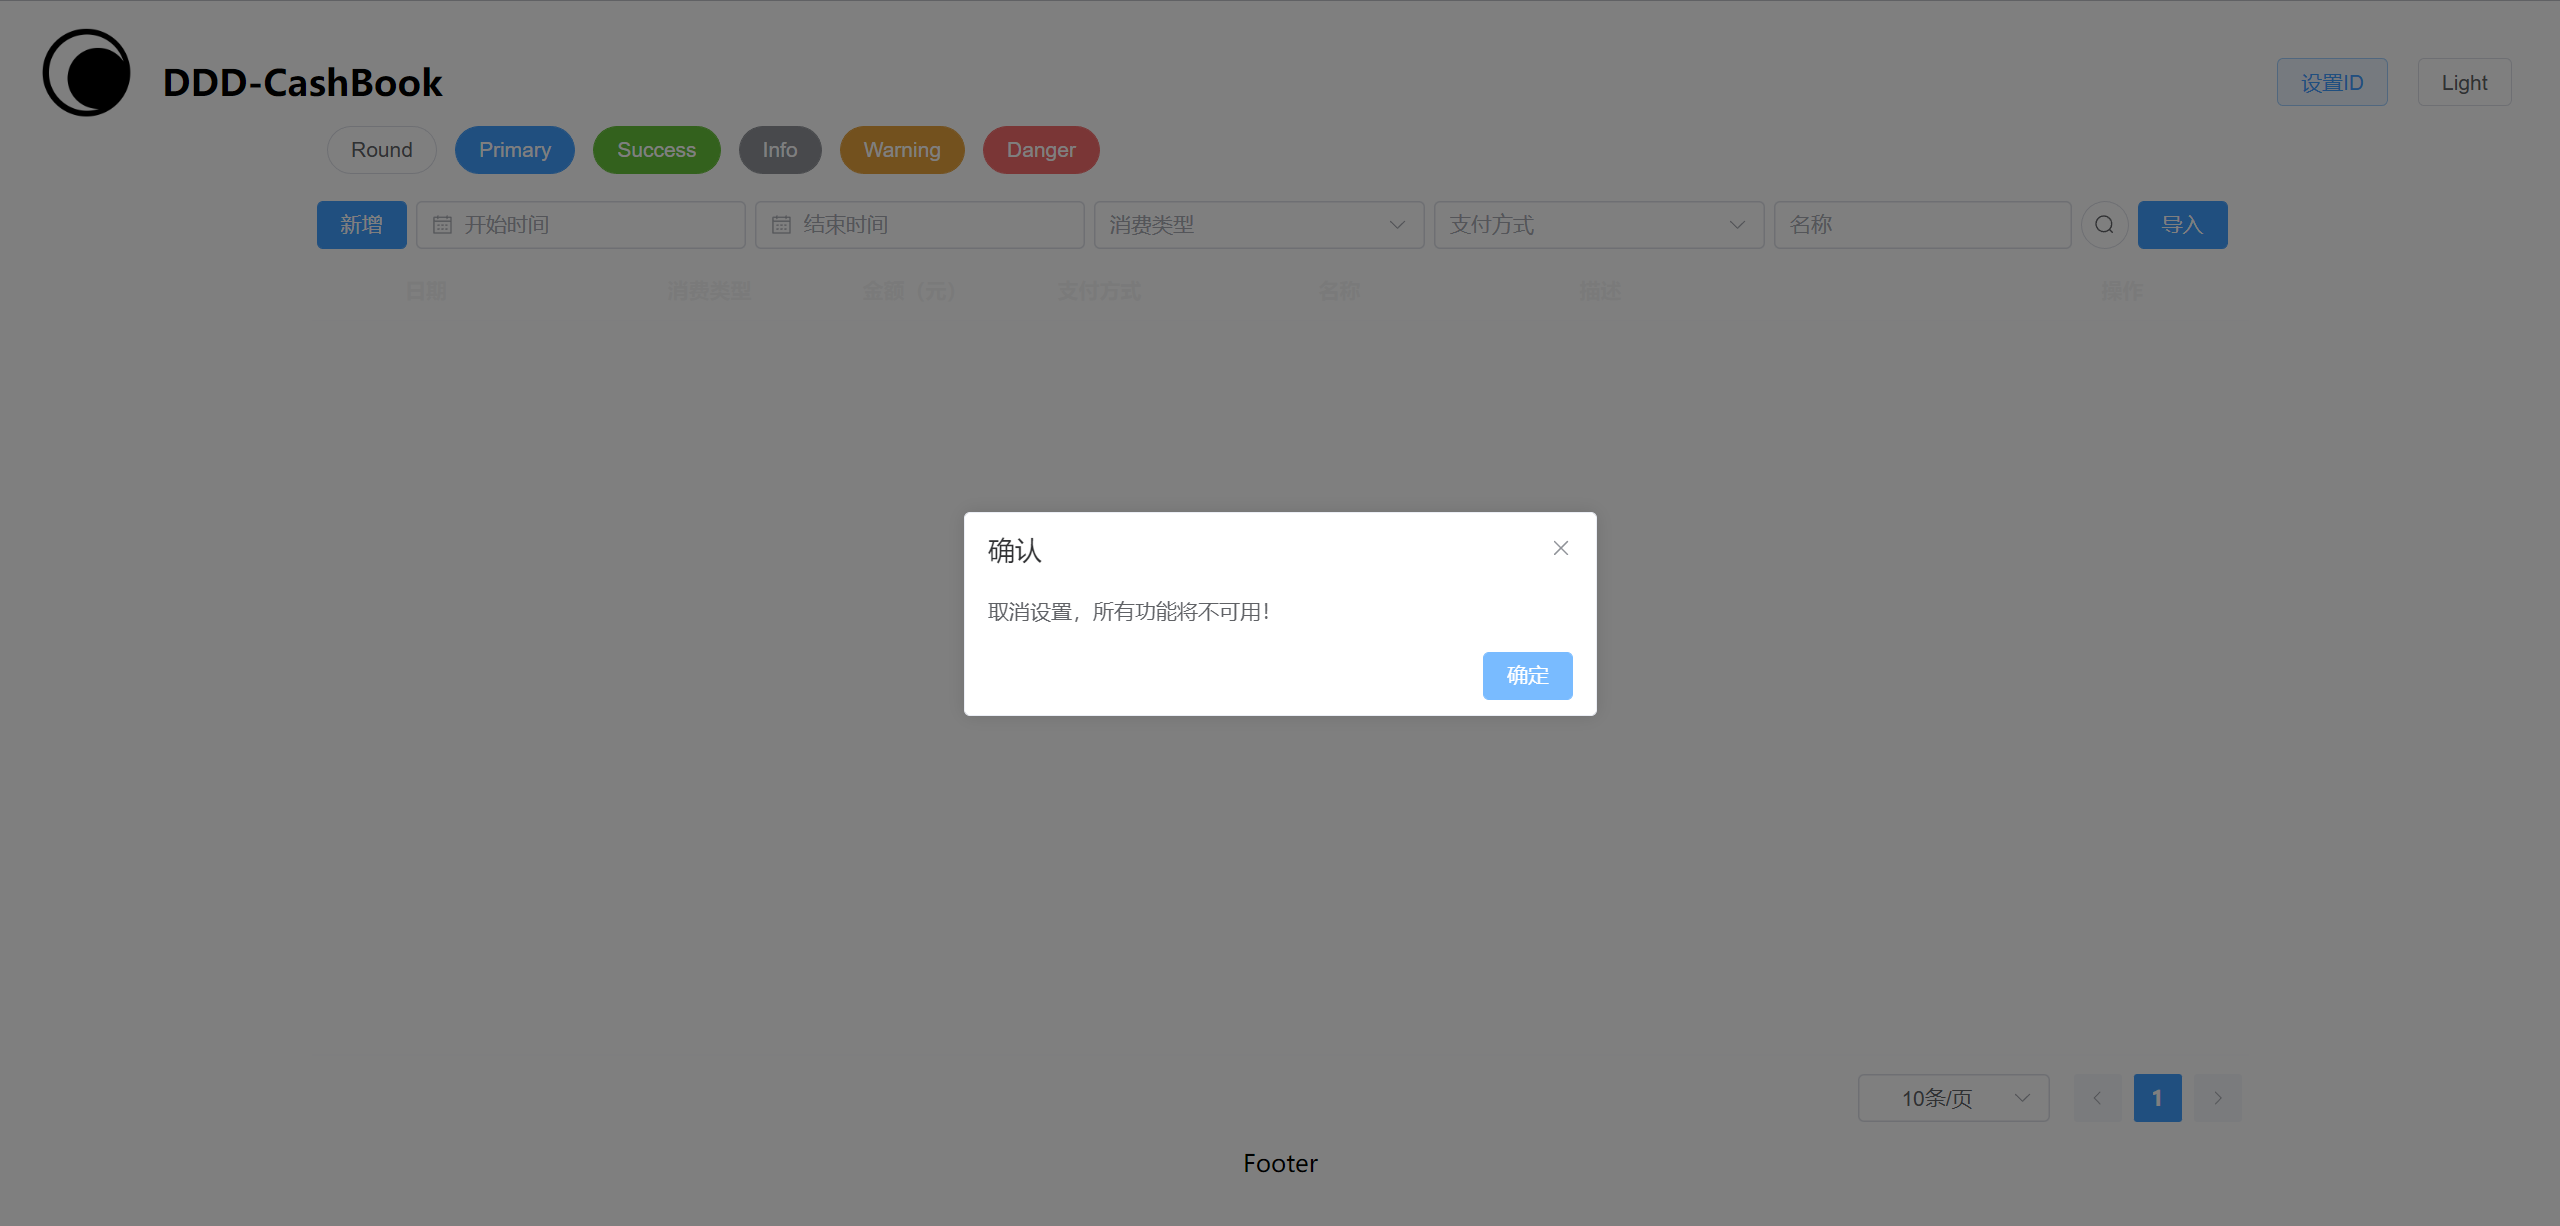 DDD-CashBook
设置ID Light
Round Primary Success Info Warning Danger
新增 开始时间 结束时间 消费类型 支付方式 名称 导入
日期 消费类型 金额（元） 支付方式 名称 描述 操作
确认
取消设置，所有功能将不可用！
确定
10条/页 1
Footer